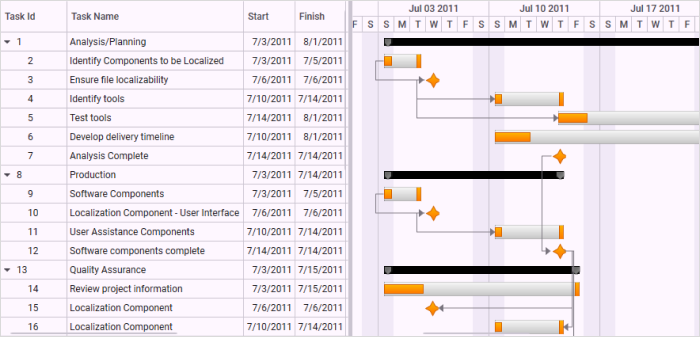 Task Id Task Name Start Finish Jul 03 2011 Jul 10 2011 Jul 17 2011
F S S M T W T F S S M T W T F S S M T W T F
1 Analysis/Planning 7/3/2011 8/1/2011
2 Identify Components to be Localized 7/3/2011 7/5/2011
3 Ensure file localizability 7/6/2011 7/6/2011
4 Identify tools 7/10/2011 7/14/2011
5 Test tools 7/14/2011 8/1/2011
6 Develop delivery timeline 7/10/2011 8/1/2011
7 Analysis Complete 7/14/2011 7/14/2011
8 Production 7/3/2011 7/14/2011
9 Software Components 7/3/2011 7/5/2011
10 Localization Component - User Interface 7/6/2011 7/6/2011
11 User Assistance Components 7/10/2011 7/14/2011
12 Software components complete 7/14/2011 7/14/2011
13 Quality Assurance 7/3/2011 7/15/2011
14 Review project information 7/3/2011 7/15/2011
15 Localization Component 7/6/2011 7/6/2011
16 Localization Component 7/10/2011 7/14/2011